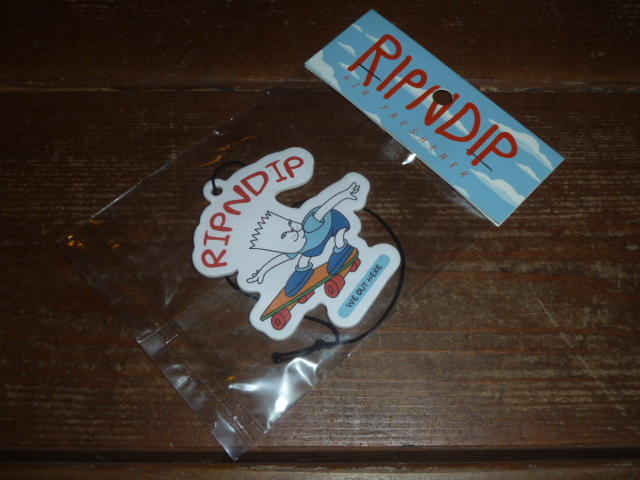 RIPNDIP
AIR FRESHENER
RIPNDIP
WE OUT HERE